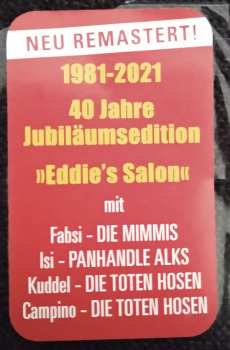 NEU REMASTERT!
1981-2021
40 Jahre
Jubiläumsedition
»Eddie's Salon«
mit
Fabsi - DIE MIMMIS
Isi - PANHANDLE ALKS
Kuddel - DIE TOTEN HOSEN
Campino - DIE TOTEN HOSEN